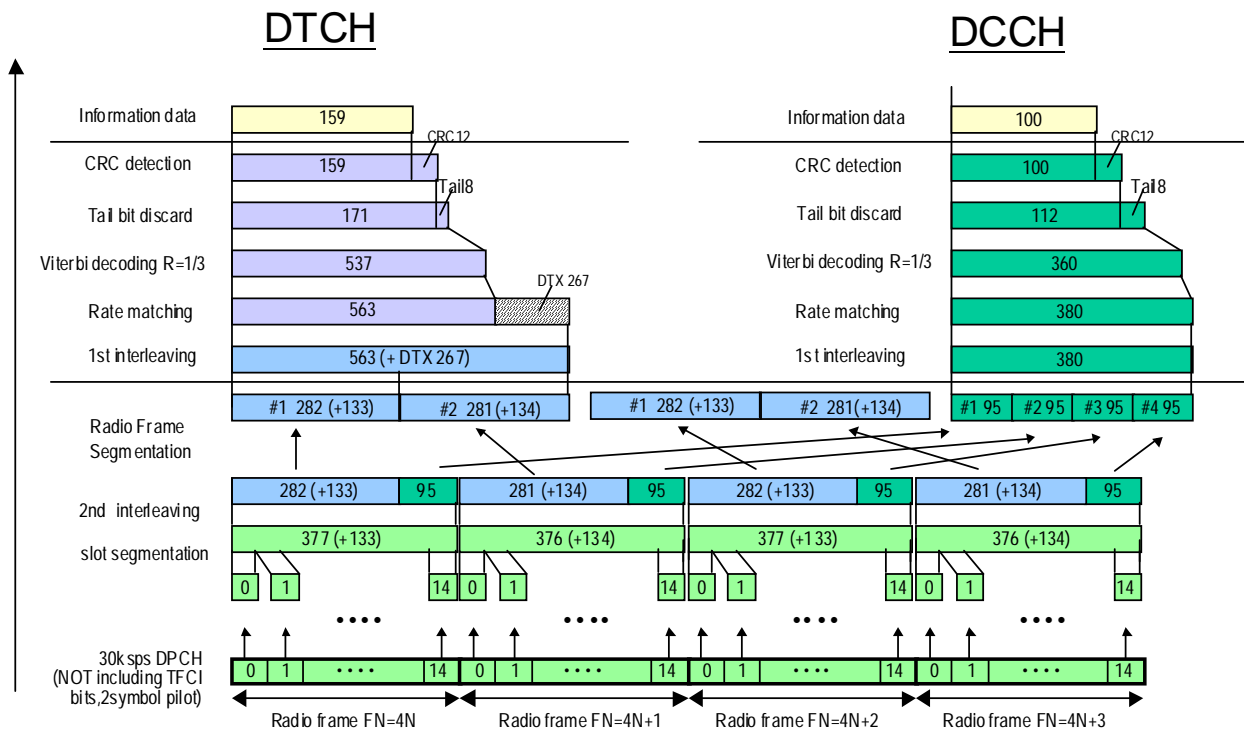 DTCH
DCCH
Information data
159
Information data
100
CRC12
CRC12
CRC detection
159
CRC detection
100
Tail8
Tail8
Tail bit discard
171
Tail bit discard
112
Viterbi decoding R=1/3
537
Viterbi decoding R=1/3
360
DTX 267
Rate matching
563
Rate matching
380
1st interleaving
563 (+ DTX 267)
1st interleaving
380
#1 282 (+133)
#2 281 (+134)
#1 282 (+133)
#2 281(+134)
#1 95
#2 95
#3 95
#4 95
Radio Frame
Segmentation
282 (+133)
95
281 (+134)
95
282 (+133)
95
281 (+134)
95
2nd interleaving
377 (+133)
376 (+134)
377 (+133)
376 (+134)
slot segmentation
0 1 14 0 1 14 0 1 14 0 1 14
•••• •••• •••• ••••
30ksps DPCH
(NOT including TFCI
bits,2symbol pilot)
0 1 •••• 14 0 1 •••• 14 0 1 •••• 14 0 1 •••• 14
Radio frame FN=4N
Radio frame FN=4N+1
Radio frame FN=4N+2
Radio frame FN=4N+3